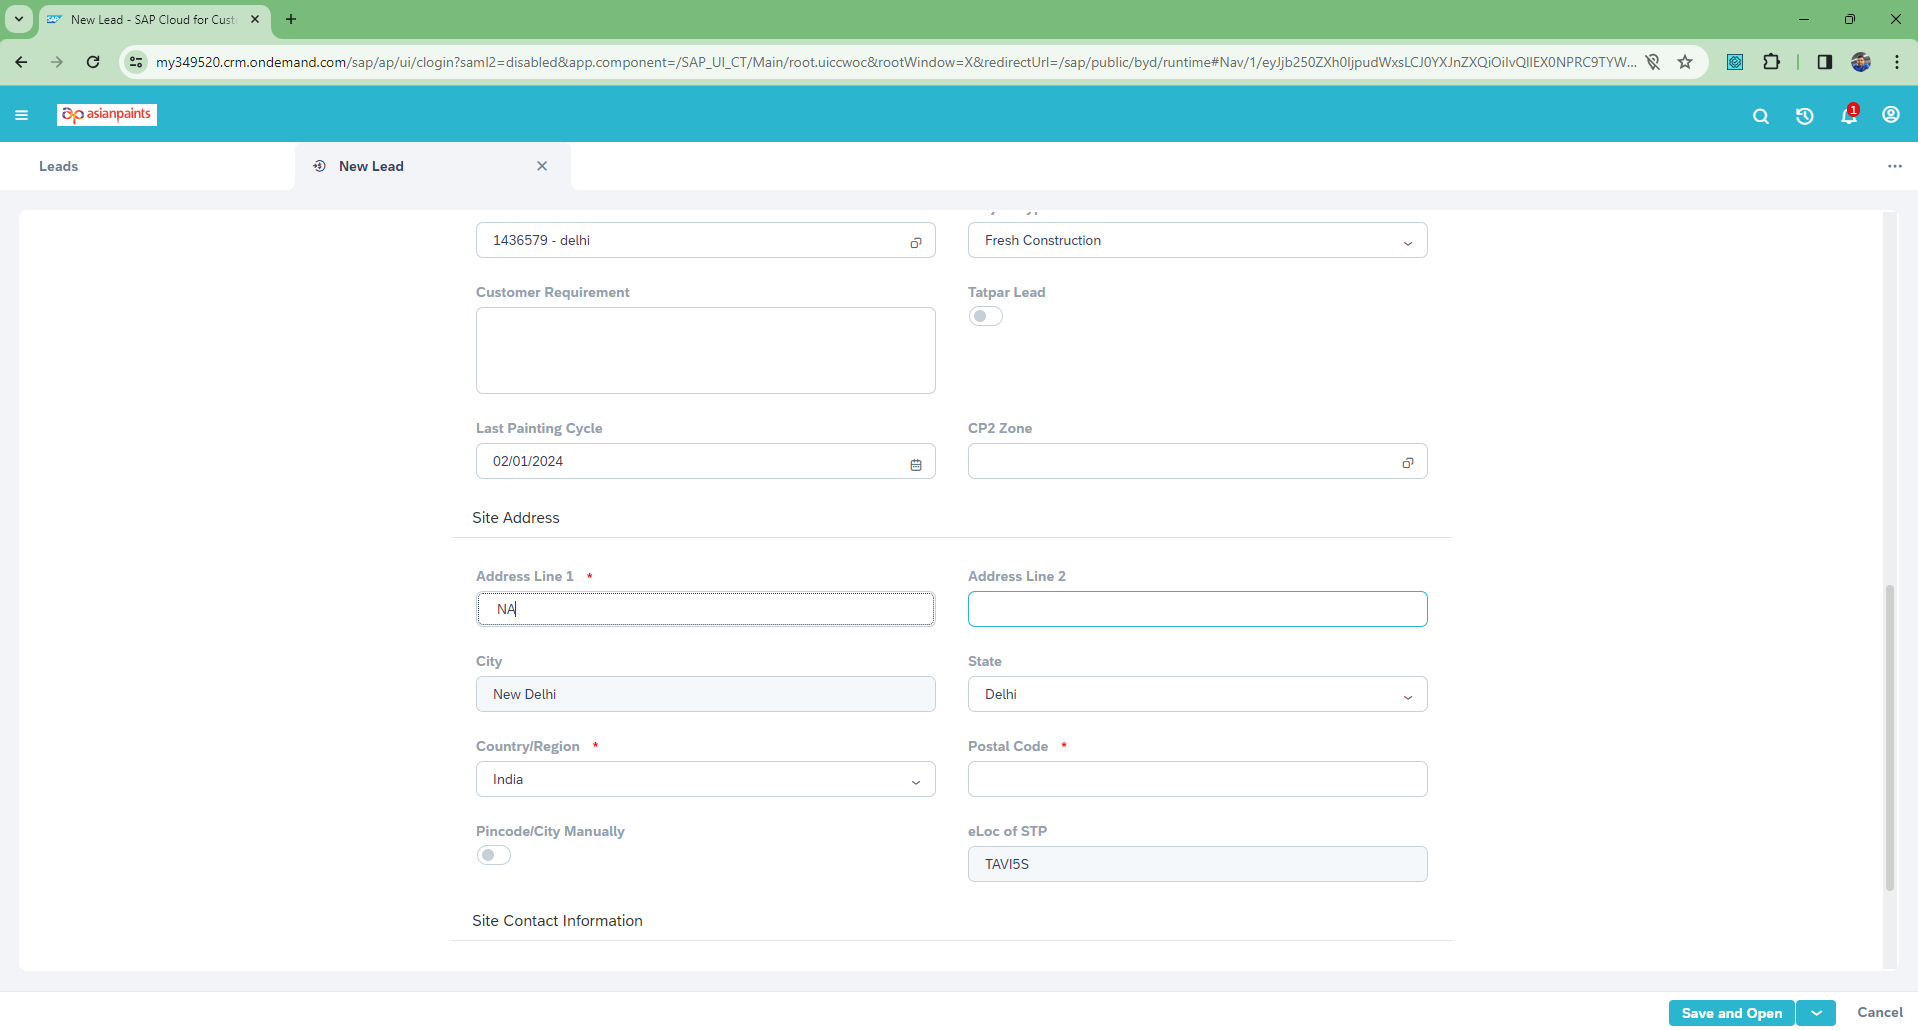 New Lead - SAP Cloud for Cust
my349520.crm.ondemand.com/sap/ap/ui/clogin?saml2=disabled&app.component=/SAP_UI_CT/Main/root.uiccwoc&rootWindow=X&redirectUrl=/sap/public/byd/runtime#Nav/1/eyJjb250ZXh0IjpudWxsLCJ0YXJnZXQiOiIvQllEX0NPRC9TYW...
asianpaints
1
Leads
New Lead
1436579 - delhi
Fresh Construction
Customer Requirement
Tatpar Lead
Last Painting Cycle
CP2 Zone
02/01/2024
Site Address
Address Line 1 *
Address Line 2
NA
City
State
New Delhi
Delhi
Country/Region *
Postal Code *
India
Pincode/City Manually
eLoc of STP
TAVI5S
Site Contact Information
Save and Open
Cancel